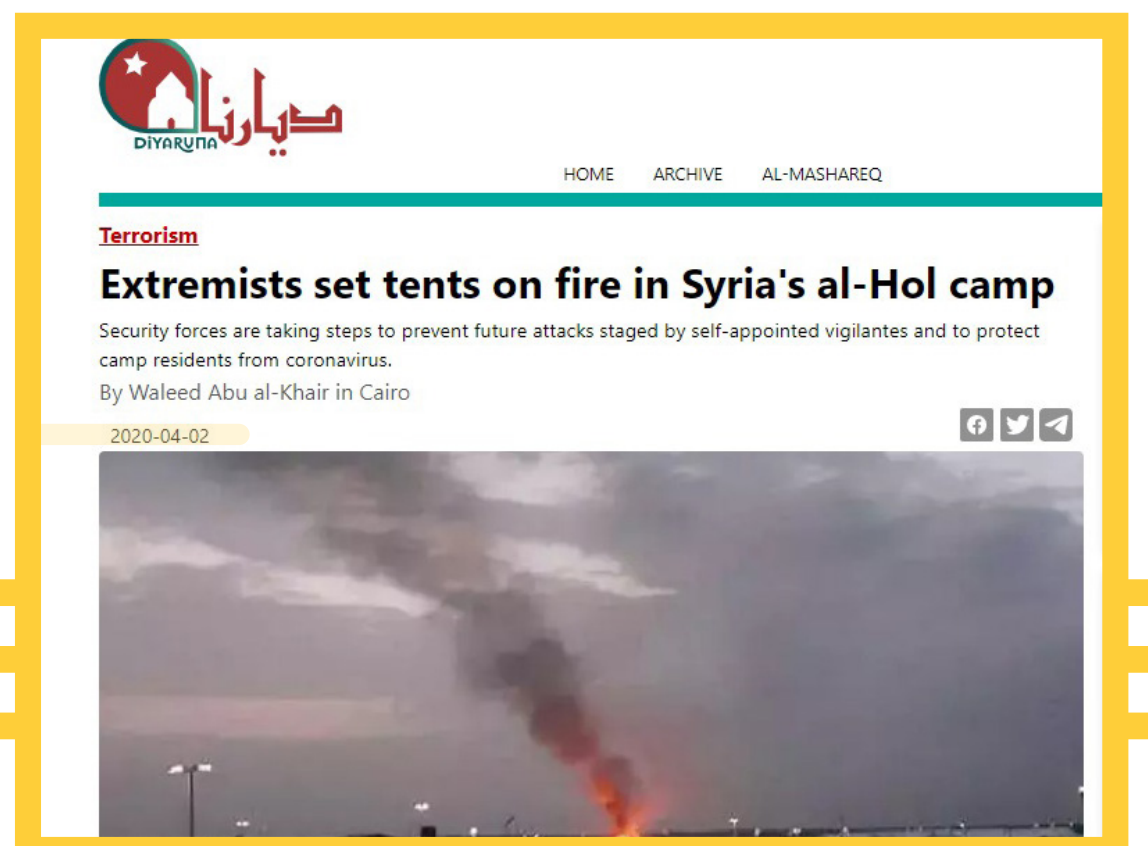 ديارنا
DIYARUNA
HOME ARCHIVE AL-MASHAREQ
Terrorism
Extremists set tents on fire in Syria's al-Hol camp
Security forces are taking steps to prevent future attacks staged by self-appointed vigilantes and to protect
camp residents from coronavirus.
By Waleed Abu al-Khair in Cairo
2020-04-02